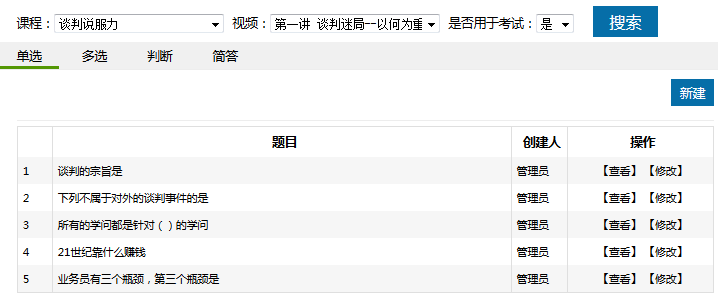 课程： 谈判说服力 视频： 第一讲 谈判迷局--以何为重 是否用于考试： 是 搜索
单选 多选 判断 简答
新建
题目 创建人 操作
1 谈判的宗旨是 管理员 【查看】【修改】
2 下列不属于对外的谈判事件的是 管理员 【查看】【修改】
3 所有的学问都是针对（ ）的学问 管理员 【查看】【修改】
4 21世纪靠什么赚钱 管理员 【查看】【修改】
5 业务员有三个瓶颈，第三个瓶颈是 管理员 【查看】【修改】